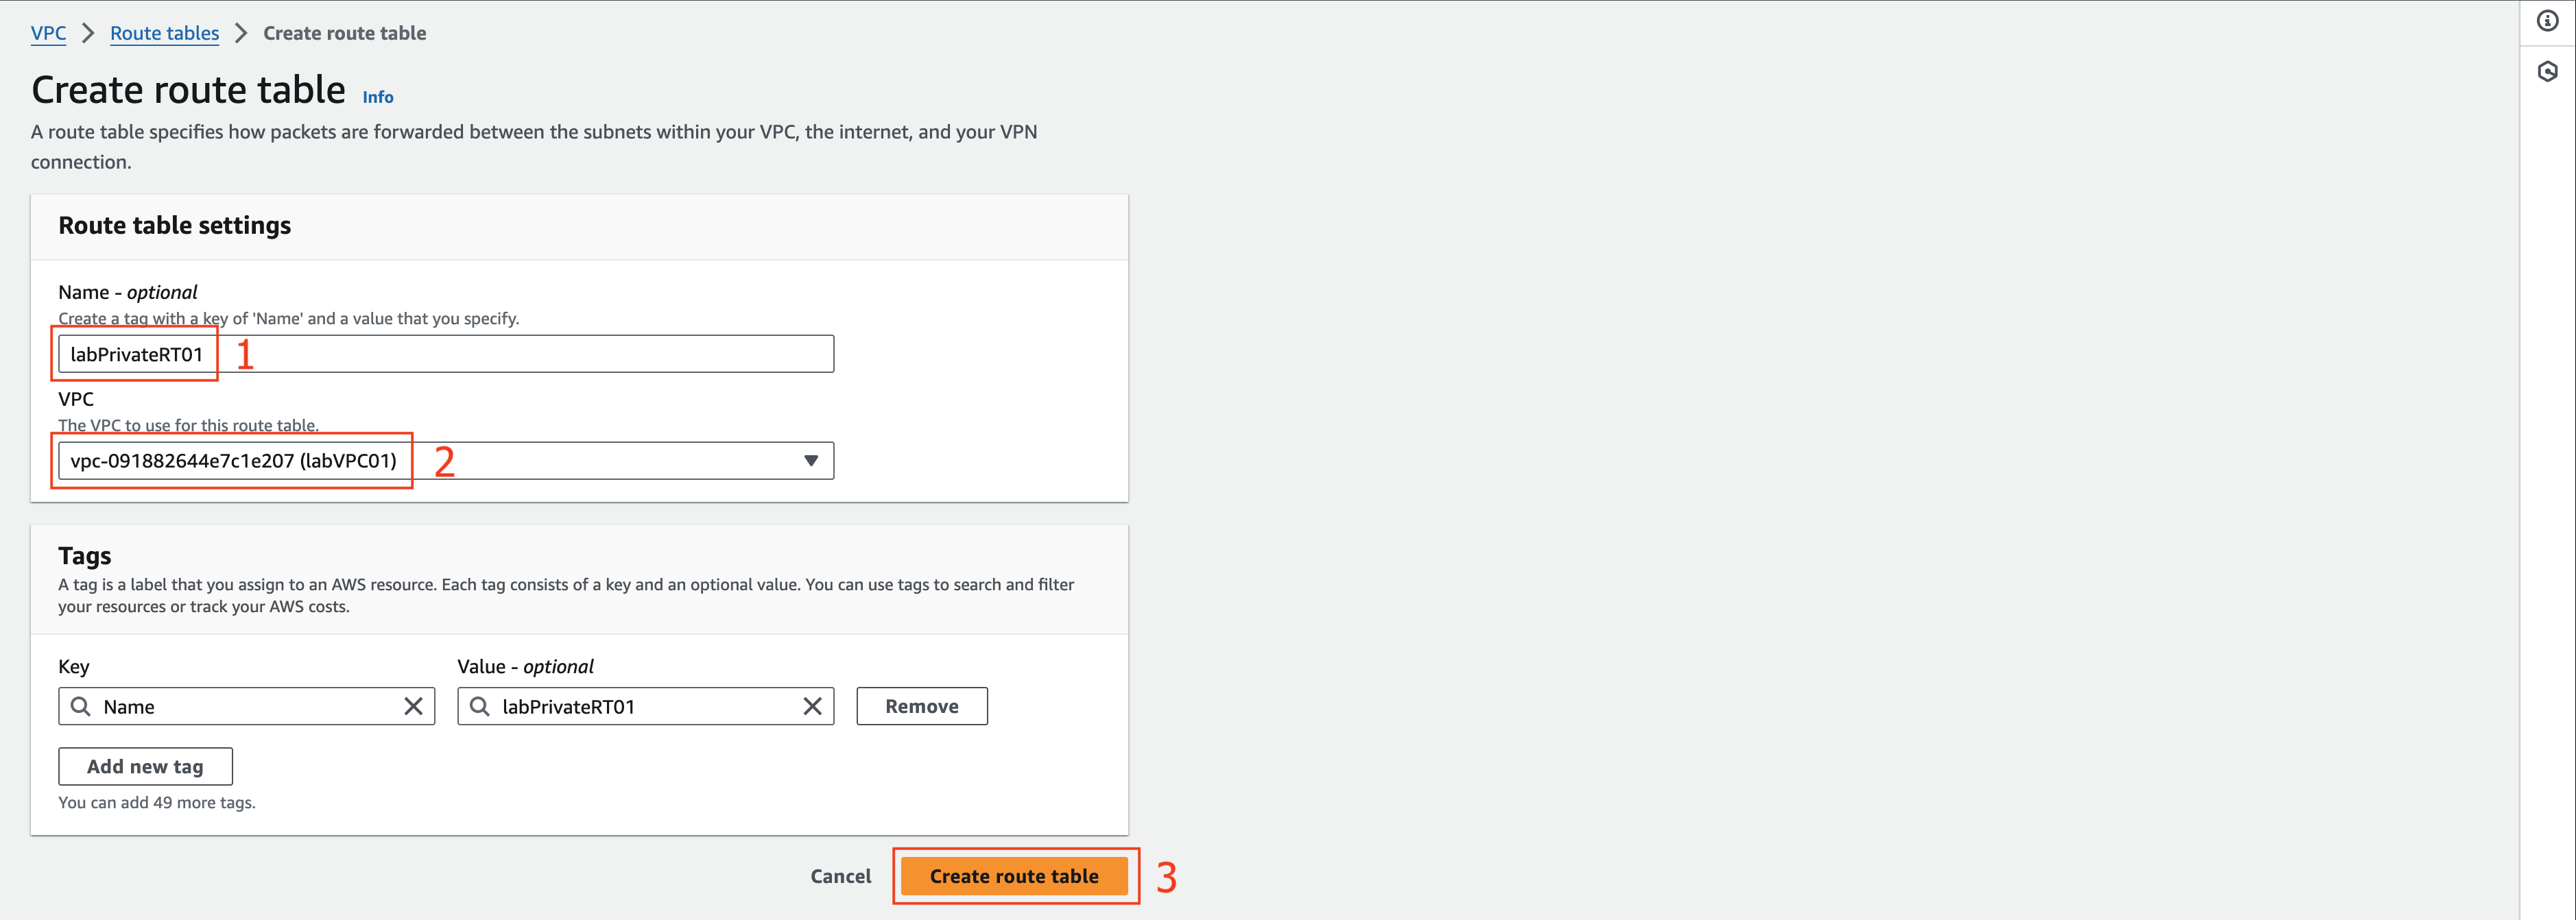 VPC > Route tables > Create route table
Create route table Info
A route table specifies how packets are forwarded between the subnets within your VPC, the internet, and your VPN
connection.
Route table settings
Name - optional
Create a tag with a key of 'Name' and a value that you specify.
labPrivateRT01 1
VPC
The VPC to use for this route table.
vpc-091882644e7c1e207 (labVPC01) 2
Tags
A tag is a label that you assign to an AWS resource. Each tag consists of a key and an optional value. You can use tags to search and filter
your resources or track your AWS costs.
Key Value - optional
Name labPrivateRT01 Remove
Add new tag
You can add 49 more tags.
Cancel Create route table 3